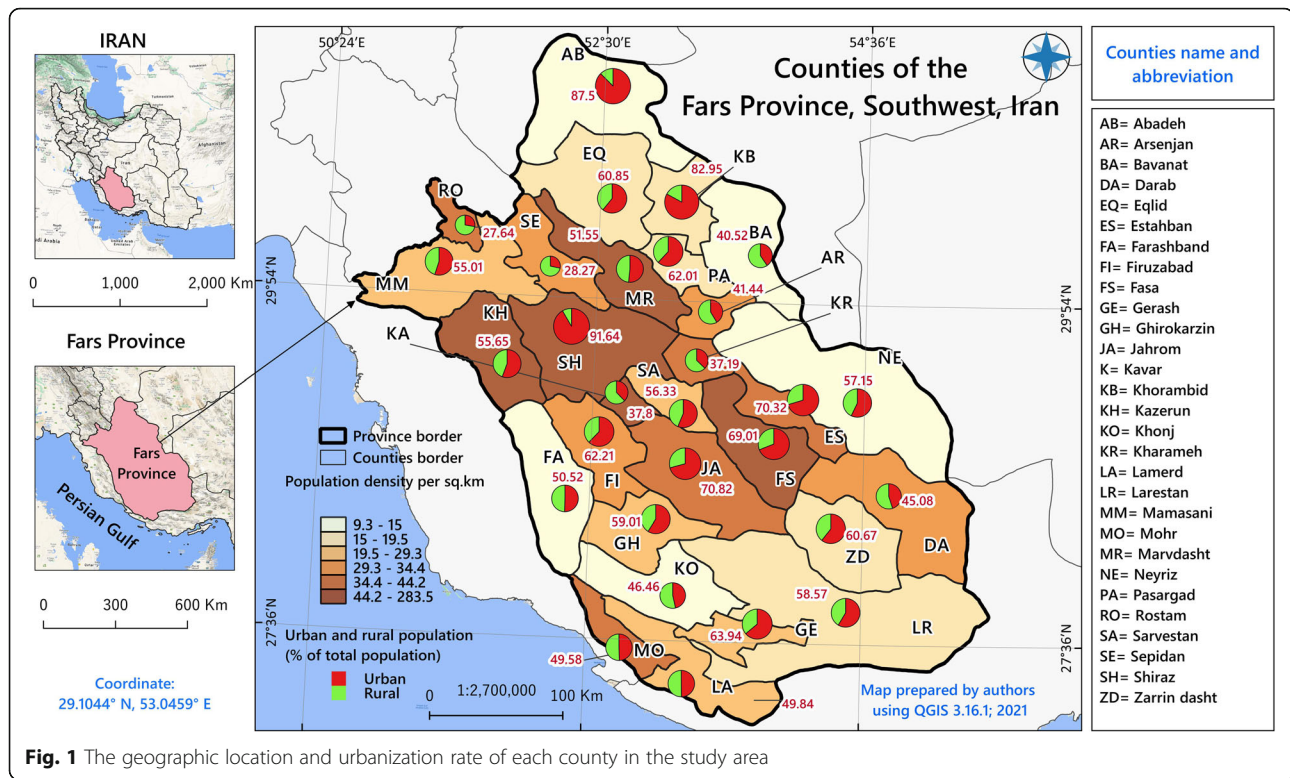 IRAN
0 1,000 2,000 Km
Fars Province
Fars
Province
Persian Gulf
0 300 600 Km
Coordinate:
29.1044° N, 53.0459° E
50°24′E 52°30′E 54°36′E
29°54′N 29°54′N
27°36′N 27°36′N
Counties of the
Fars Province, Southwest, Iran
AB
87.5
EQ
60.85
KB
82.95
RO
27.64
SE
28.27
51.55
MR
BA
40.52
PA
62.01
AR
41.44
MM
55.01
KR
37.19
KH
55.65
KA
37.8
SH
91.64
SA
56.33
NE
57.15
ES
70.32
FS
69.01
FA
50.52
FI
62.21
JA
70.82
DA
45.08
ZD
60.67
GH
59.01
KO
46.46
LR
58.57
GE
63.94
MO
49.58
LA
49.84
Province border
Counties border
Population density per sq.km
9.3 - 15
15 - 19.5
19.5 - 29.3
29.3 - 34.4
34.4 - 44.2
44.2 - 283.5
Urban and rural population
(% of total population)
Urban
Rural
1:2,700,000
0 100 Km
Map prepared by authors
using QGIS 3.16.1; 2021
Counties name and
abbreviation
AB= Abadeh
AR= Arsenjan
BA= Bavanat
DA= Darab
EQ= Eqlid
ES= Estahban
FA= Farashband
FI= Firuzabad
FS= Fasa
GE= Gerash
GH= Ghirokarzin
JA= Jahrom
K= Kavar
KB= Khorambid
KH= Kazerun
KO= Khonj
KR= Kharameh
LA= Lamerd
LR= Larestan
MM= Mamasani
MO= Mohr
MR= Marvdasht
NE= Neyriz
PA= Pasargad
RO= Rostam
SA= Sarvestan
SE= Sepidan
SH= Shiraz
ZD= Zarrin dasht
Fig. 1 The geographic location and urbanization rate of each county in the study area